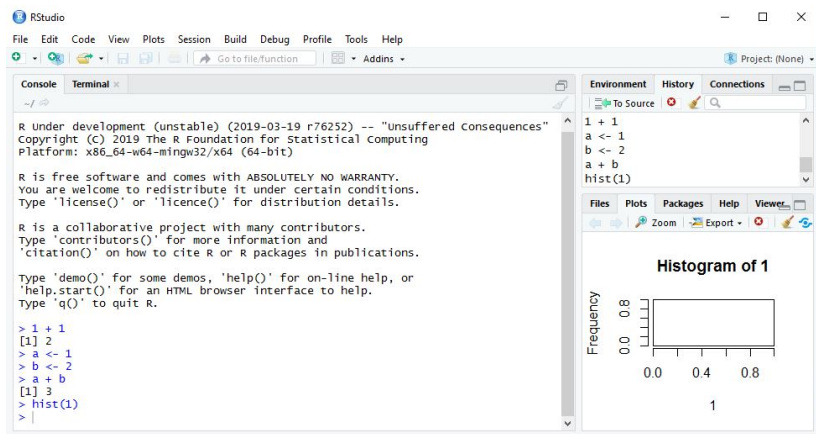 RStudio
File Edit Code View Plots Session Build Debug Profile Tools Help
Go to file/function Addins Project: (None)
Console Terminal
~/
R Under development (unstable) (2019-03-19 r76252) -- "Unsuffered Consequences"
Copyright (C) 2019 The R Foundation for Statistical Computing
Platform: x86_64-w64-mingw32/x64 (64-bit)
R is free software and comes with ABSOLUTELY NO WARRANTY.
You are welcome to redistribute it under certain conditions.
Type 'license()' or 'licence()' for distribution details.
R is a collaborative project with many contributors.
Type 'contributors()' for more information and
'citation()' on how to cite R or R packages in publications.
Type 'demo()' for some demos, 'help()' for on-line help, or
'help.start()' for an HTML browser interface to help.
Type 'q()' to quit R.
> 1 + 1
[1] 2
> a <- 1
> b <- 2
> a + b
[1] 3
> hist(1)
>
Environment History Connections
To Source
1 + 1
a <- 1
b <- 2
a + b
hist(1)
Files Plots Packages Help Viewer
Zoom Export
Histogram of 1
Frequency
0.8
0.0
0.0 0.4 0.8
1